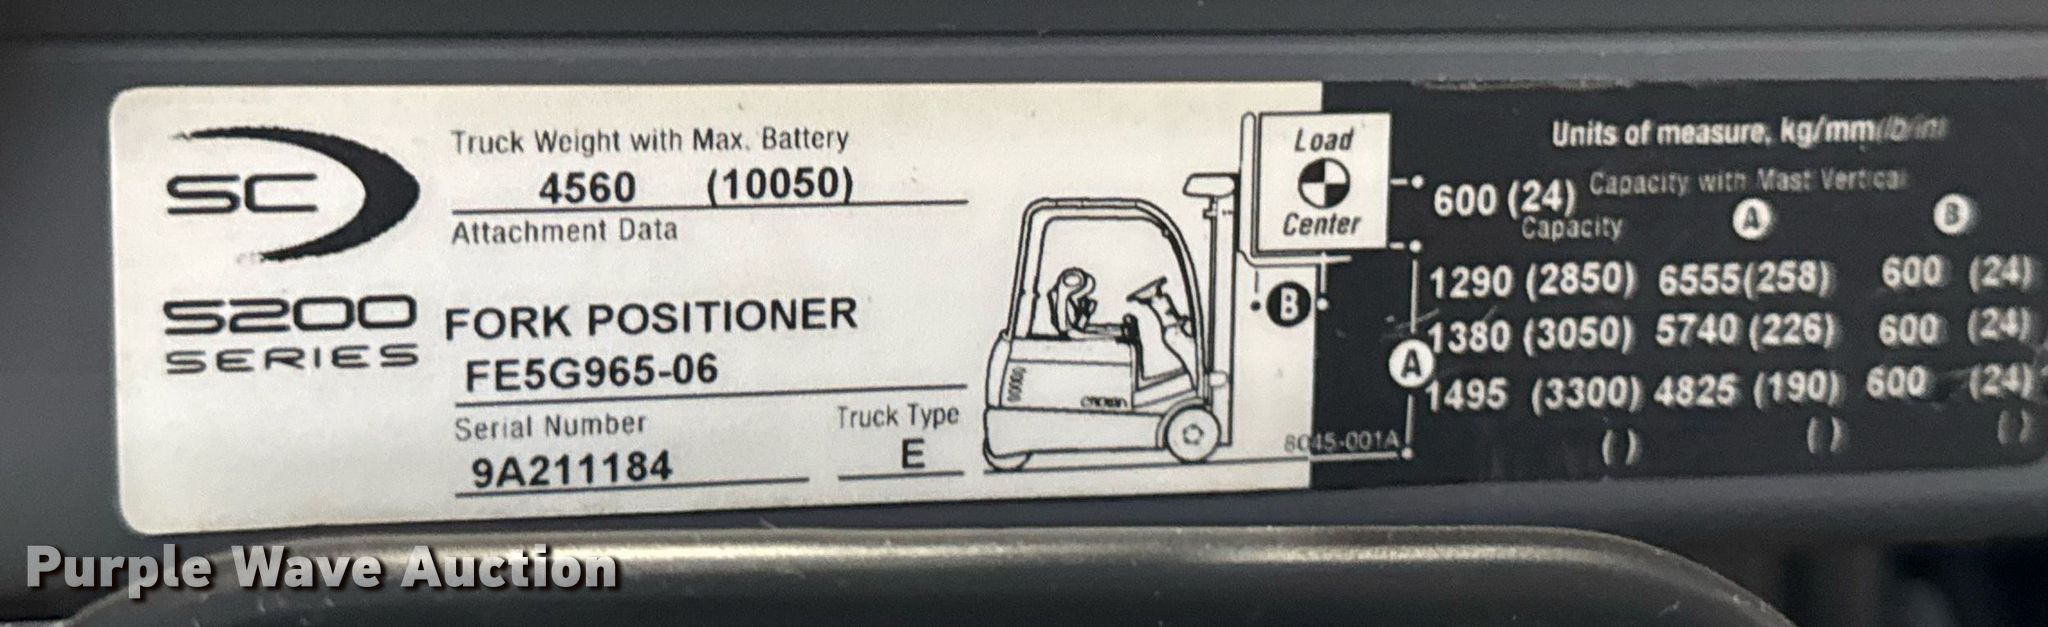 SC
S200
SERIES
Truck Weight with Max. Battery
4560 (10050)
Attachment Data
FORK POSITIONER
FE5G965-06
Serial Number
9A211184
Truck Type
E
CROWN
Load
Center
B
A
8045-001A
Units of measure, kg/mm(lb/in)
600 (24) Capacity with Mast Vertical
Capacity A B
1290 (2850) 6555(258) 600 (24)
1380 (3050) 5740 (226) 600 (24)
1495 (3300) 4825 (190) 600 (24)
( ) ( ) ( )
Purple Wave Auction